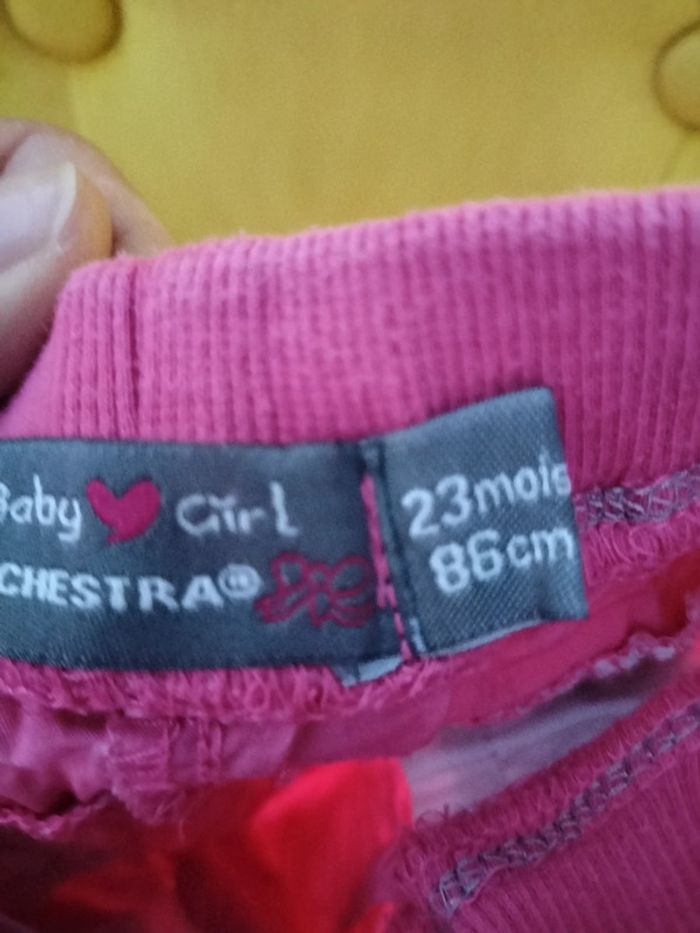 Baby Girl
CHESTRA®
23mois
86cm